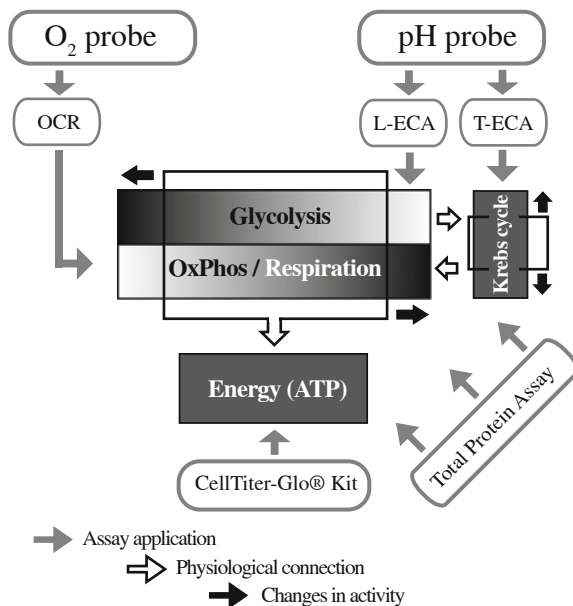 O2 probe
pH probe
OCR
L-ECA
T-ECA
Glycolysis
OxPhos / Respiration
Krebs cycle
Energy (ATP)
Total Protein Assay
CellTiter-Glo® Kit
Assay application
Physiological connection
Changes in activity